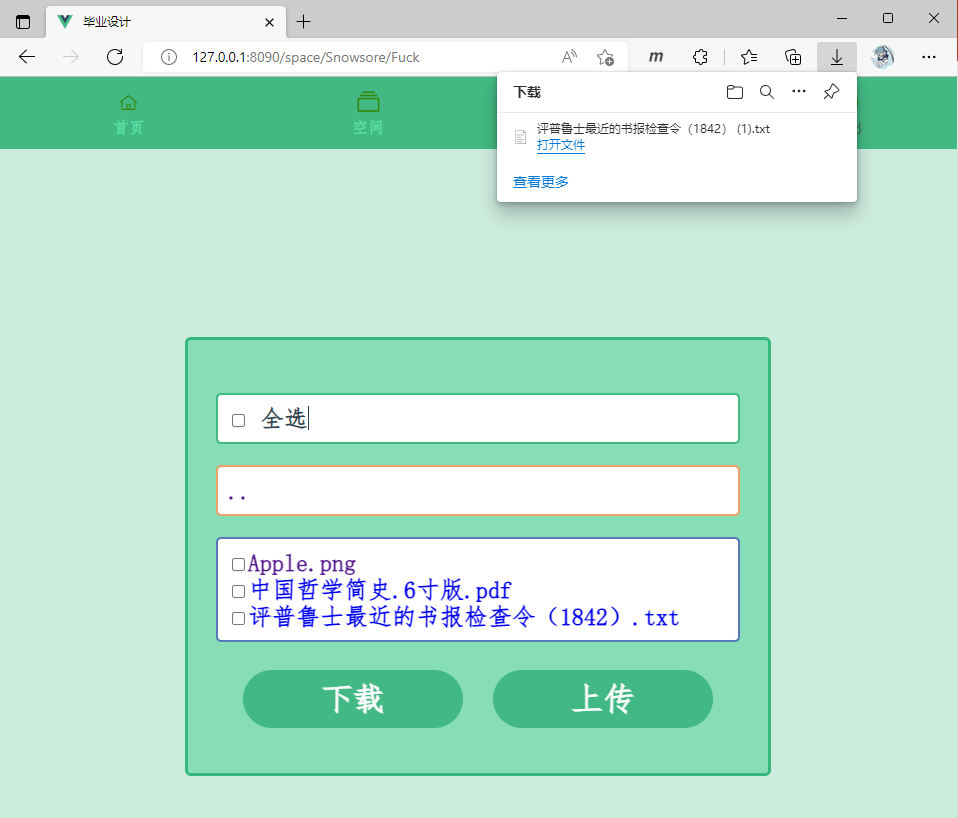 毕业设计
127.0.0.1:8090/space/Snowsore/Fuck
下载
评普鲁士最近的书报检查令（1842） (1).txt
打开文件
查看更多
首页
空间
全选
..
Apple.png
中国哲学简史.6寸版.pdf
评普鲁士最近的书报检查令（1842）.txt
下载
上传